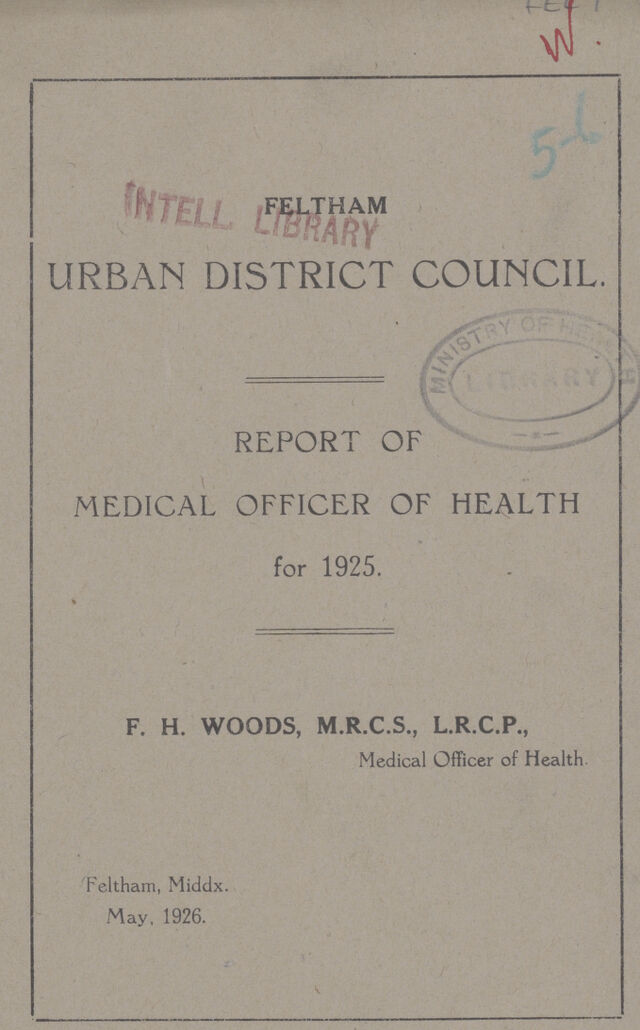 W.
5-6
INTELL. LIBRARY
FELTHAM
URBAN DISTRICT COUNCIL.
MINISTRY OF HEALTH
LIBRARY
REPORT OF
MEDICAL OFFICER OF HEALTH
for 1925.
F. H. WOODS, M.R.C.S., L.R.C.P.,
Medical Officer of Health.
Feltham, Middx.
May, 1926.